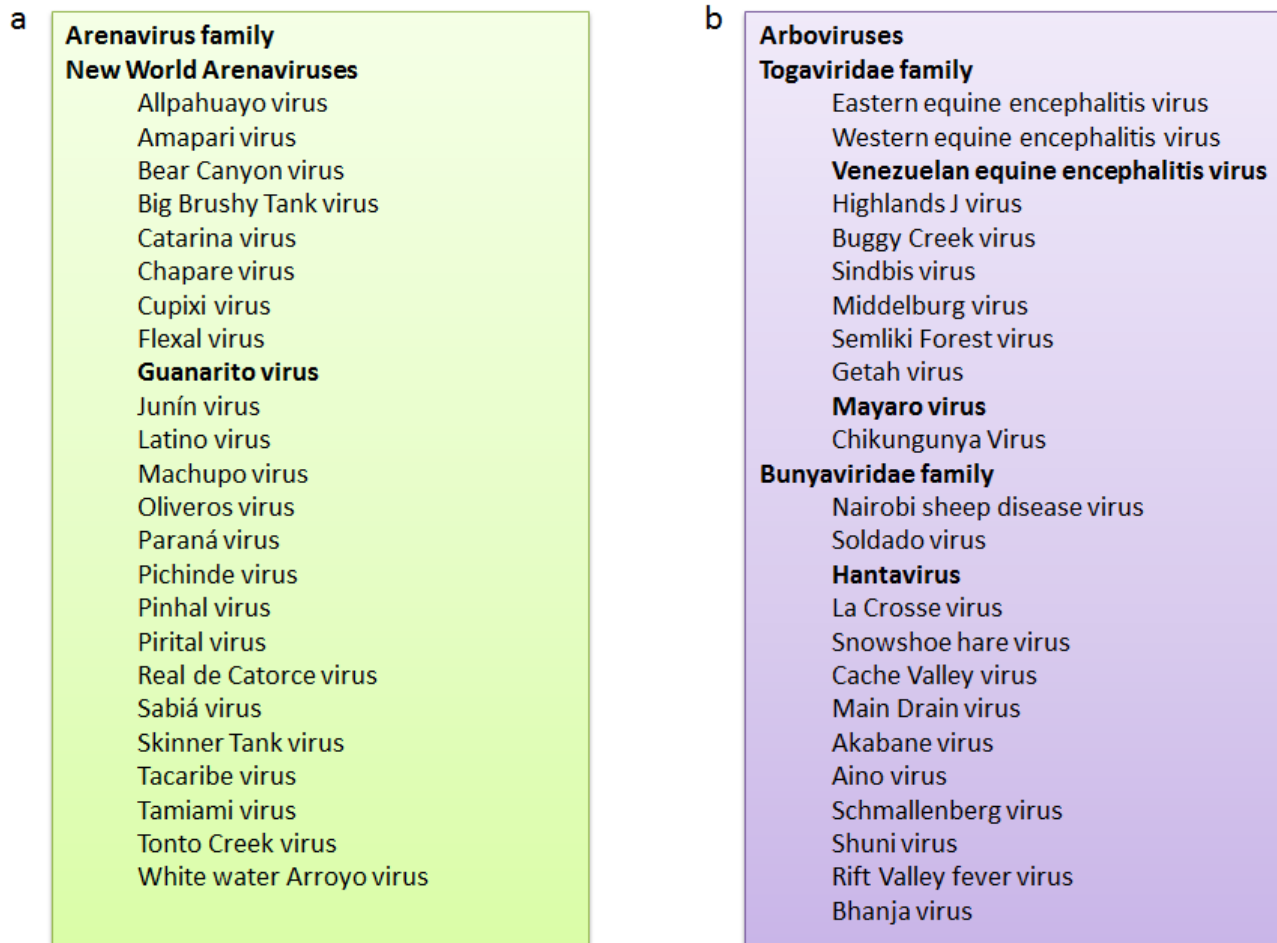 a
Arenavirus family
New World Arenaviruses
Allpahuayo virus
Amapari virus
Bear Canyon virus
Big Brushy Tank virus
Catarina virus
Chapare virus
Cupixi virus
Flexal virus
Guanarito virus
Junín virus
Latino virus
Machupo virus
Oliveros virus
Paraná virus
Pichinde virus
Pinhal virus
Pirital virus
Real de Catorce virus
Sabiá virus
Skinner Tank virus
Tacaribe virus
Tamiami virus
Tonto Creek virus
White water Arroyo virus
b
Arboviruses
Togaviridae family
Eastern equine encephalitis virus
Western equine encephalitis virus
Venezuelan equine encephalitis virus
Highlands J virus
Buggy Creek virus
Sindbis virus
Middelburg virus
Semliki Forest virus
Getah virus
Mayaro virus
Chikungunya Virus
Bunyaviridae family
Nairobi sheep disease virus
Soldado virus
Hantavirus
La Crosse virus
Snowshoe hare virus
Cache Valley virus
Main Drain virus
Akabane virus
Aino virus
Schmallenberg virus
Shuni virus
Rift Valley fever virus
Bhanja virus